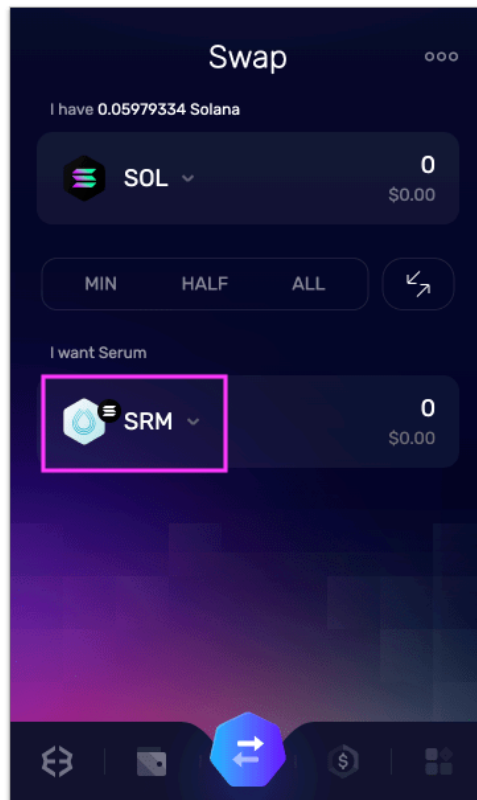 Swap
I have 0.05979334 Solana
SOL 0
$0.00
MIN HALF ALL
I want Serum
SRM 0
$0.00